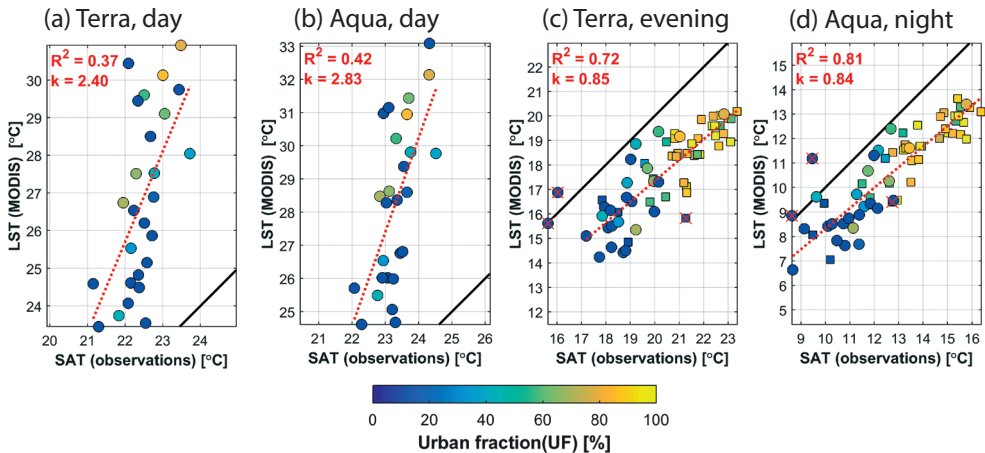 (a) Terra, day
(b) Aqua, day
(c) Terra, evening
(d) Aqua, night
R² = 0.37
k = 2.40
LST (MODIS) [°C]
30
29
28
27
26
25
24
20 21 22 23 24
SAT (observations) [°C]
R² = 0.42
k = 2.83
LST (MODIS) [°C]
33
32
31
30
29
28
27
26
25
21 22 23 24 25 26
SAT (observations) [°C]
R² = 0.72
k = 0.85
LST (MODIS) [°C]
22
21
20
19
18
17
16
15
14
13
12
16 17 18 19 20 21 22 23
SAT (observations) [°C]
R² = 0.81
k = 0.84
LST (MODIS) [°C]
15
14
13
12
11
10
9
8
7
6
5
9 10 11 12 13 14 15 16
SAT (observations) [°C]
0 20 40 60 80 100
Urban fraction(UF) [%]